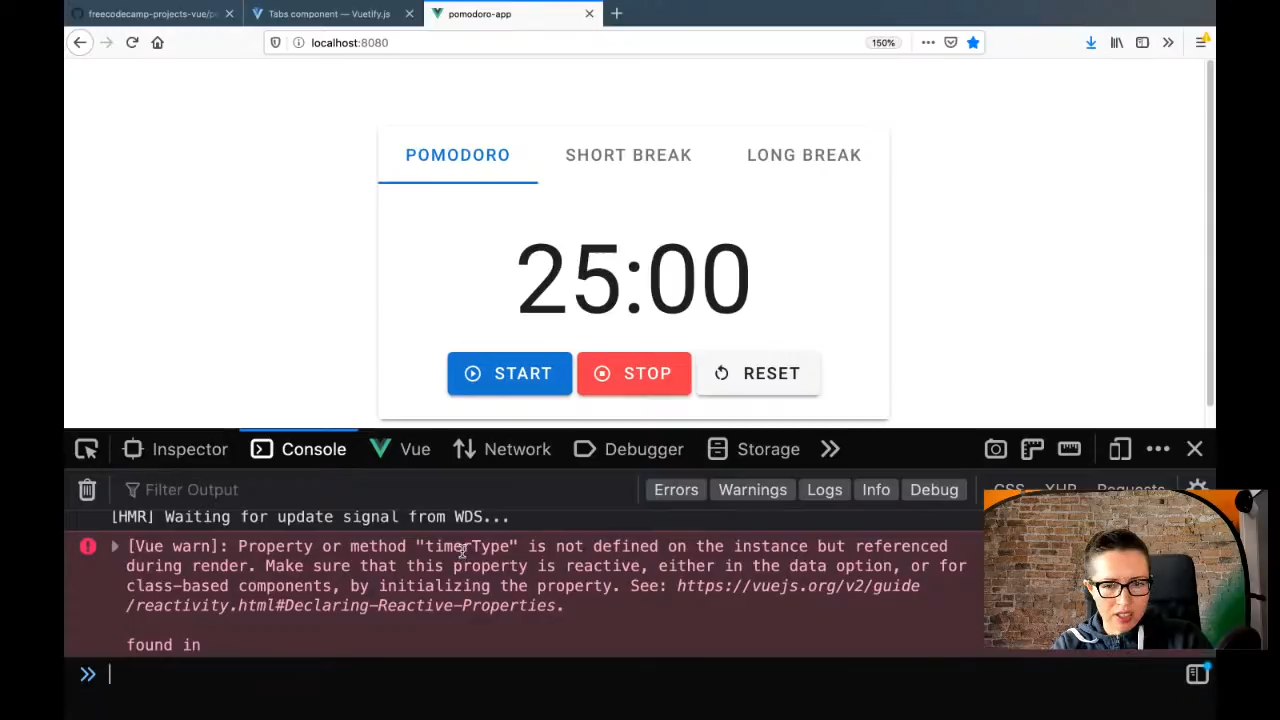 freecodecamp-projects-vue/p
Tabs component — Vuetify.js
pomodoro-app
localhost:8080
150%
POMODORO
SHORT BREAK
LONG BREAK
25:00
START
STOP
RESET
Inspector
Console
Vue
Network
Debugger
Storage
Filter Output
Errors
Warnings
Logs
Info
Debug
CSS
XHR
Requests
[HMR] Waiting for update signal from WDS...
[Vue warn]: Property or method "timerType" is not defined on the instance but referenced
during render. Make sure that this property is reactive, either in the data option, or for
class-based components, by initializing the property. See: https://vuejs.org/v2/guide
/reactivity.html#Declaring-Reactive-Properties.
found in